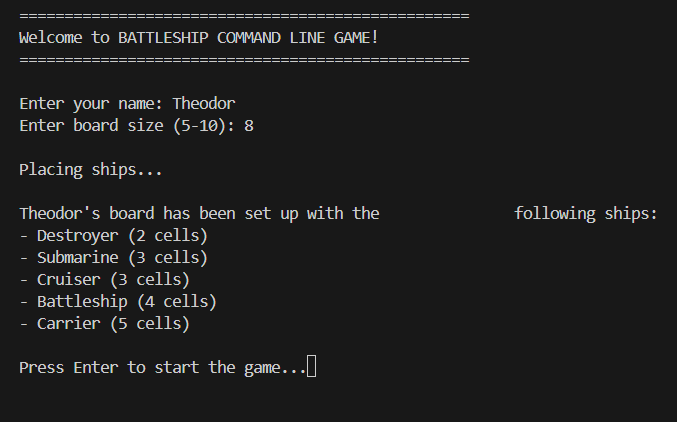 ==================================================
Welcome to BATTLESHIP COMMAND LINE GAME!
==================================================
Enter your name: Theodor
Enter board size (5-10): 8
Placing ships...
Theodor's board has been set up with the               following ships:
- Destroyer (2 cells)
- Submarine (3 cells)
- Cruiser (3 cells)
- Battleship (4 cells)
- Carrier (5 cells)
Press Enter to start the game...